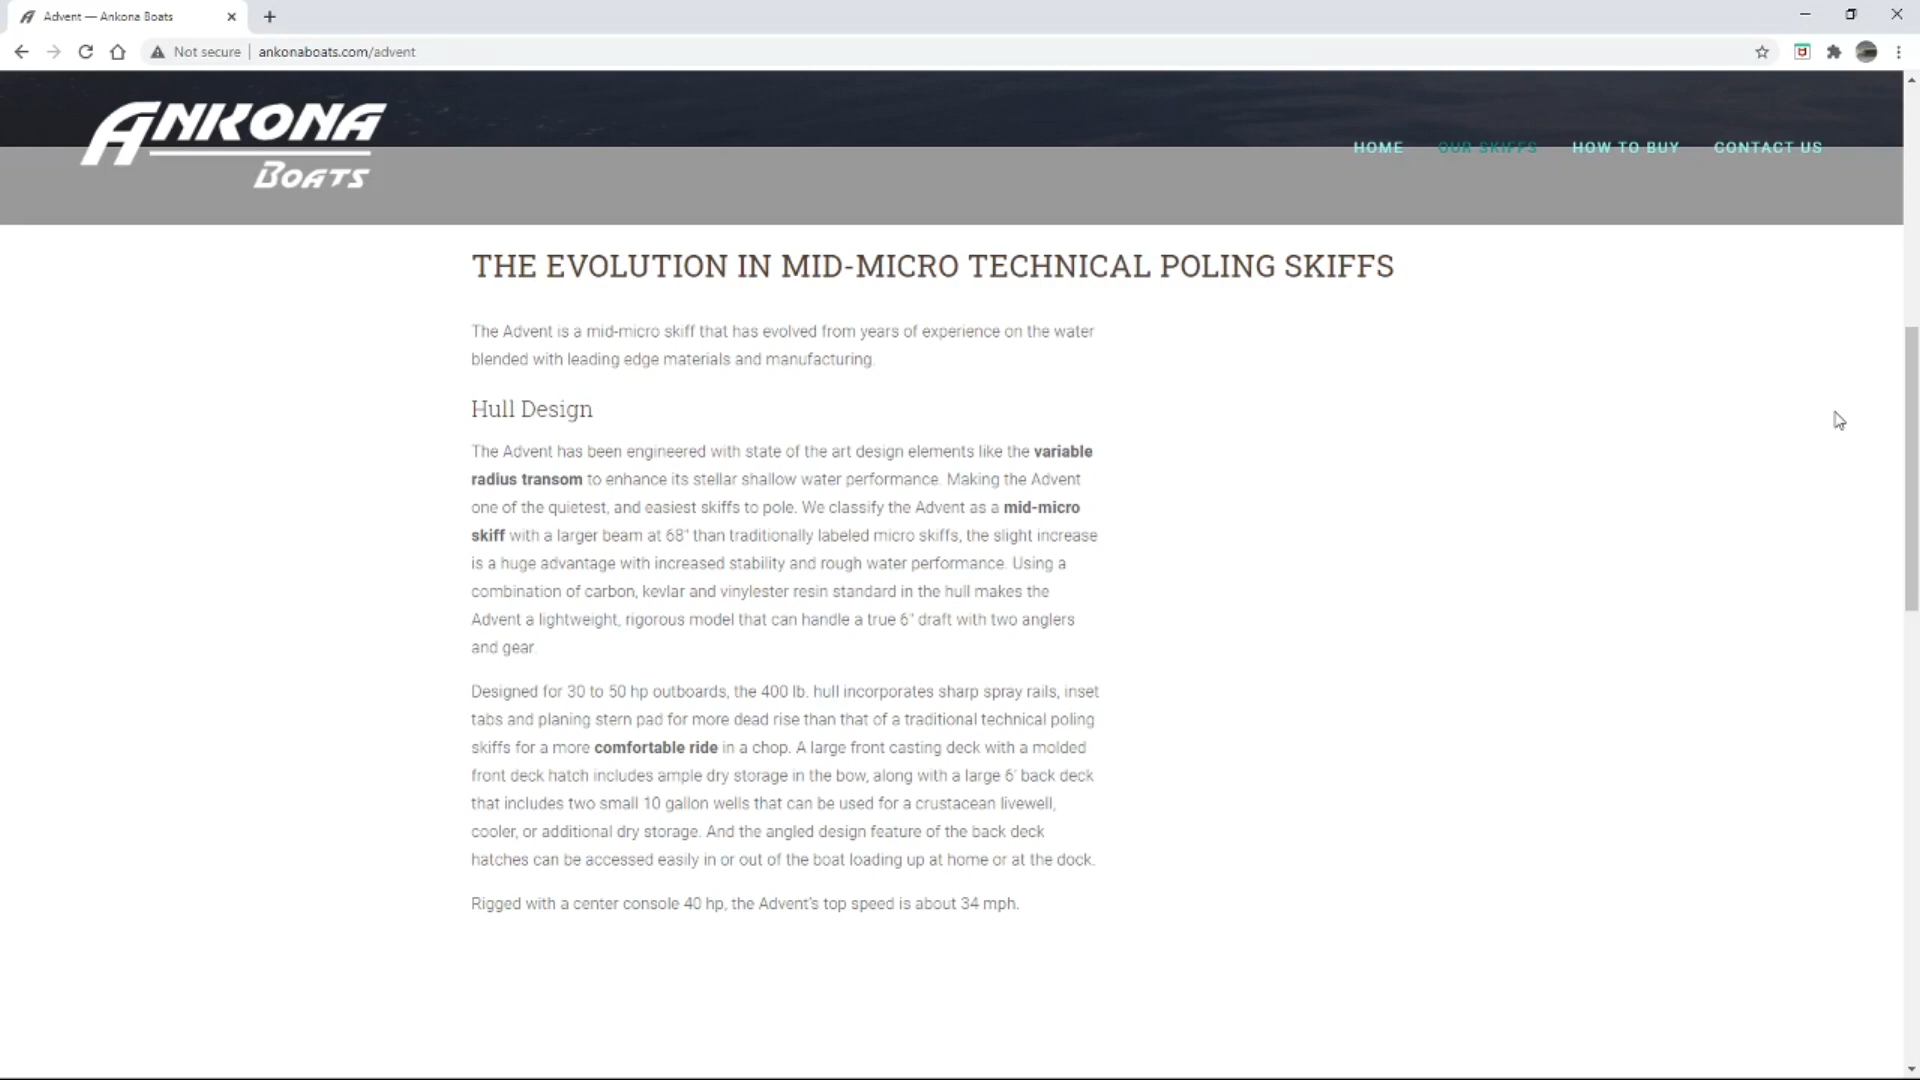 Advent — Ankona Boats
Not secure
ankonaboats.com/advent
ANKONA
BOATS
HOME
OUR SKIFFS
HOW TO BUY
CONTACT US
THE EVOLUTION IN MID-MICRO TECHNICAL POLING SKIFFS
The Advent is a mid-micro skiff that has evolved from years of experience on the water
blended with leading edge materials and manufacturing.
Hull Design
The Advent has been engineered with state of the art design elements like the variable
radius transom to enhance its stellar shallow water performance. Making the Advent
one of the quietest, and easiest skiffs to pole. We classify the Advent as a mid-micro
skiff with a larger beam at 68" than traditionally labeled micro skiffs, the slight increase
is a huge advantage with increased stability and rough water performance. Using a
combination of carbon, kevlar and vinylester resin standard in the hull makes the
Advent a lightweight, rigorous model that can handle a true 6" draft with two anglers
and gear.
Designed for 30 to 50 hp outboards, the 400 lb. hull incorporates sharp spray rails, inset
tabs and planing stern pad for more dead rise than that of a traditional technical poling
skiffs for a more comfortable ride in a chop. A large front casting deck with a molded
front deck hatch includes ample dry storage in the bow, along with a large 6' back deck
that includes two small 10 gallon wells that can be used for a crustacean livewell,
cooler, or additional dry storage. And the angled design feature of the back deck
hatches can be accessed easily in or out of the boat loading up at home or at the dock.
Rigged with a center console 40 hp, the Advent's top speed is about 34 mph.